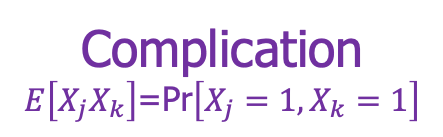 Complication
E[XⱼXₖ]=Pr[Xⱼ = 1, Xₖ = 1]